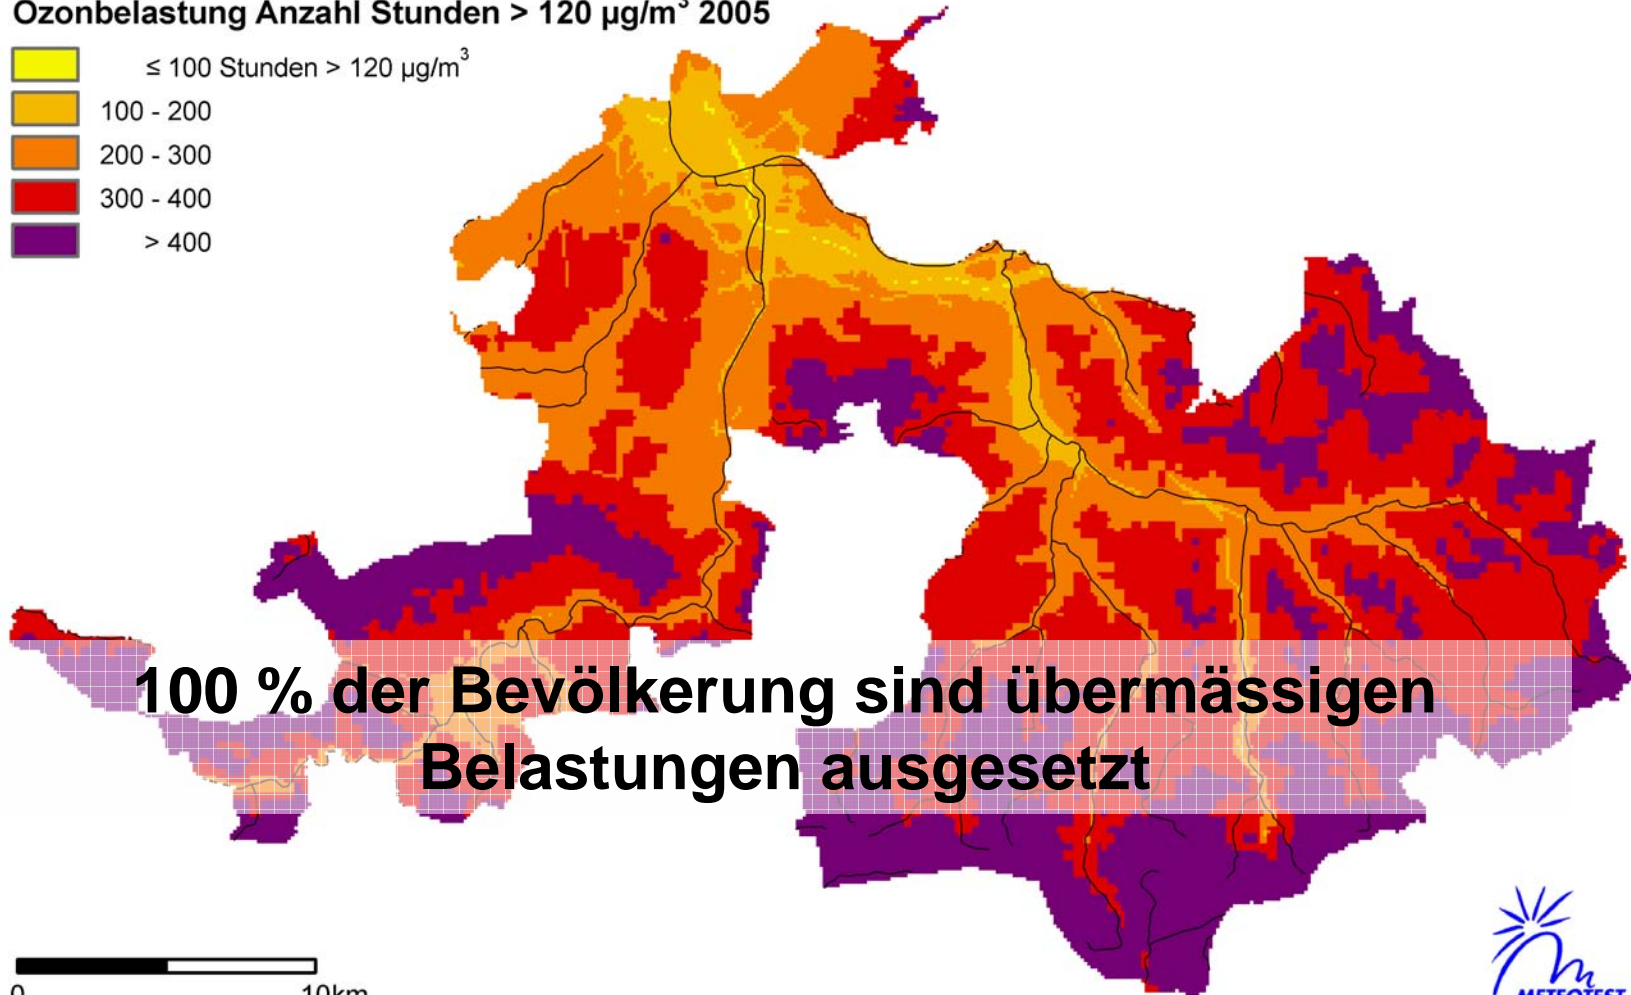 Ozonbelastung Anzahl Stunden > 120 µg/m³ 2005
≤ 100 Stunden > 120 µg/m³
100 - 200
200 - 300
300 - 400
> 400
100 % der Bevölkerung sind übermässigen
Belastungen ausgesetzt
0 10km
METEOTEST